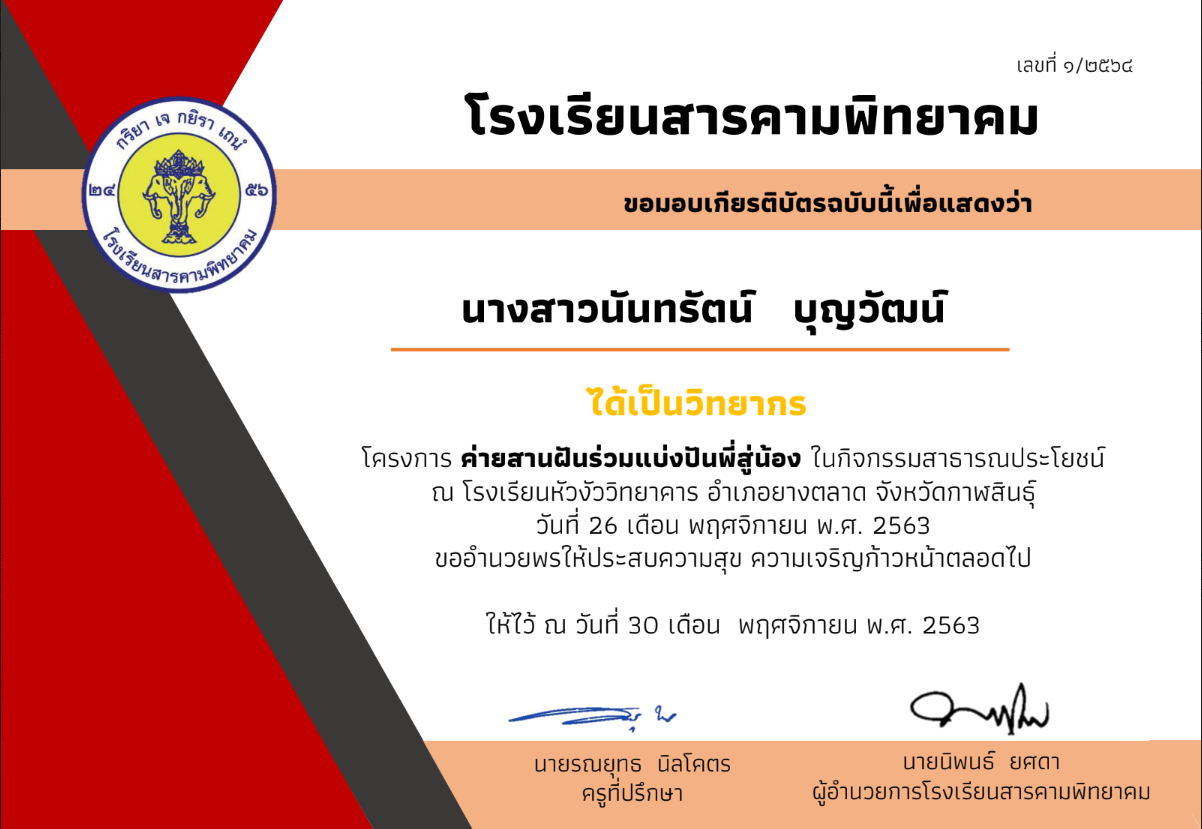 เลขที่ ๑/๒๕๖๔
โรงเรียนสารคามพิทยาคม
กริยา เจ กยิรา เถนํ
๒๔ ๕๖
โรงเรียนสารคามพิทยาคม
ขอมอบเกียรติบัตรฉบับนี้เพื่อแสดงว่า
นางสาวนันทรัตน์ บุญวัฒน์
ได้เป็นวิทยากร
โครงการ ค่ายสานฝันร่วมแบ่งปันพี่สู่น้อง ในกิจกรรมสาธารณประโยชน์
ณ โรงเรียนหัวงัววิทยาคาร อำเภอยางตลาด จังหวัดกาฬสินธุ์
วันที่ 26 เดือน พฤศจิกายน พ.ศ. 2563
ขออำนวยพรให้ประสบความสุข ความเจริญก้าวหน้าตลอดไป
ให้ไว้ ณ วันที่ 30 เดือน พฤศจิกายน พ.ศ. 2563
นายรณยุทธ นิลโคตร
ครูที่ปรึกษา
นายนิพนธ์ ยศดา
ผู้อำนวยการโรงเรียนสารคามพิทยาคม